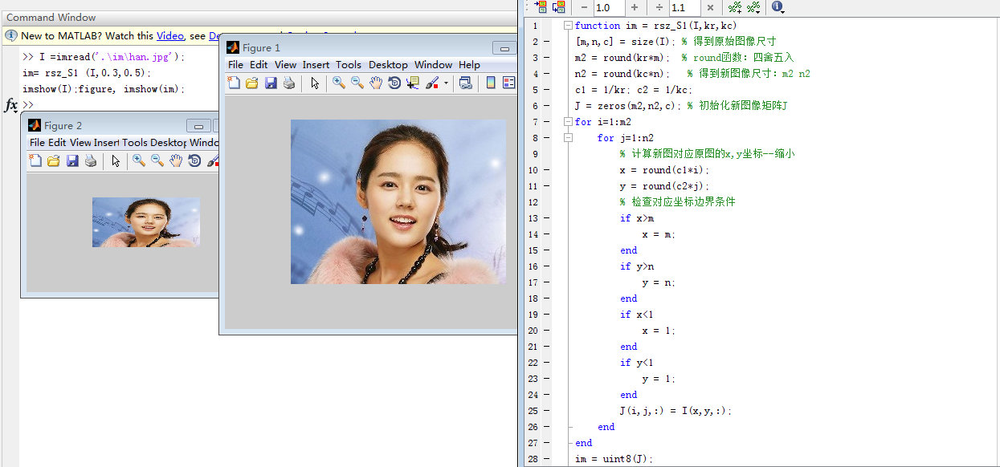 Command Window
New to MATLAB? Watch this Video, see
>> I =imread('.\im\han.jpg');
im= rsz_S1 (I,0.3,0.5);
imshow(I);figure, imshow(im);
fx >>
Figure 2
File Edit View Insert Tools Desktop Windo
Figure 1
File Edit View Insert Tools Desktop Window Help
− 1.0 + ÷ 1.1 ×
1 function im = rsz_S1(I,kr,kc)
2 [m,n,c] = size(I); % 得到原始图像尺寸
3 m2 = round(kr*m); % round函数：四舍五入
4 n2 = round(kc*n); % 得到新图像尺寸：m2 n2
5 c1 = 1/kr; c2 = 1/kc;
6 J = zeros(m2,n2,c); % 初始化新图像矩阵J
7 for i=1:m2
8 for j=1:n2
9 % 计算新图对应原图的x,y坐标--缩小
10 x = round(c1*i);
11 y = round(c2*j);
12 % 检查对应坐标边界条件
13 if x>m
14 x = m;
15 end
16 if y>n
17 y = n;
18 end
19 if x<1
20 x = 1;
21 end
22 if y<1
23 y = 1;
24 end
25 J(i,j,:) = I(x,y,:);
26 end
27 end
28 im = uint8(J);